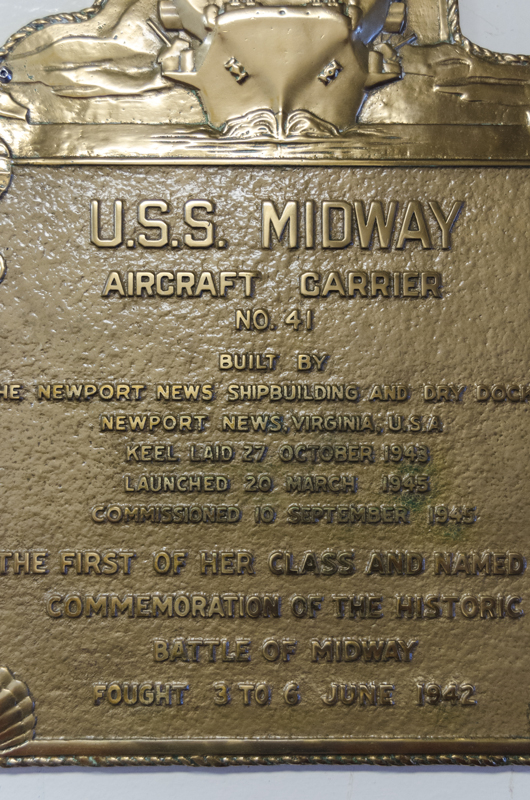 U.S.S. MIDWAY
AIRCRAFT CARRIER
NO. 41
BUILT BY
HE NEWPORT NEWS SHIPBUILDING AND DRY DOCK
NEWPORT NEWS, VIRGINIA, U.S.A
KEEL LAID 27 OCTOBER 1943
LAUNCHED 20 MARCH 1945
COMMISSIONED 10 SEPTEMBER 1945
THE FIRST OF HER CLASS AND NAMED
COMMEMORATION OF THE HISTORIC
BATTLE OF MIDWAY
FOUGHT 3 TO 6 JUNE 1942